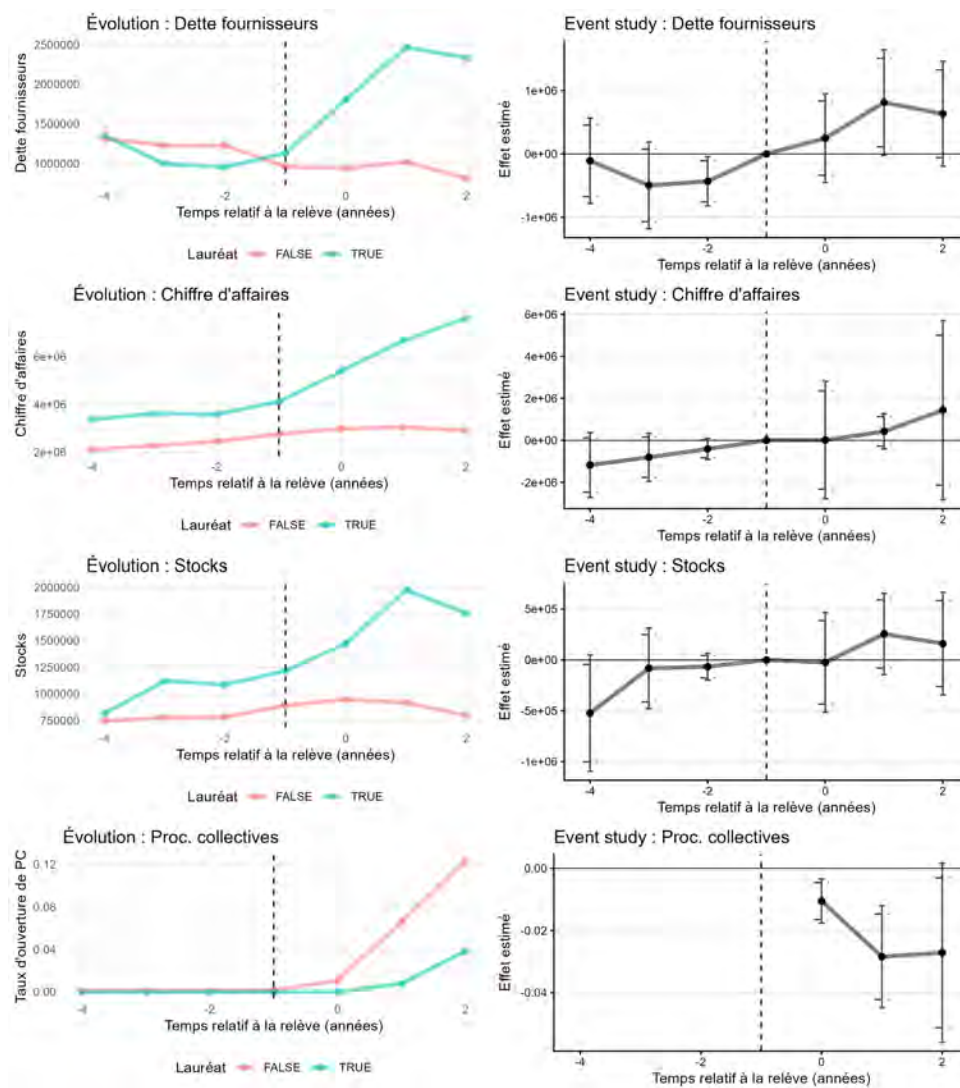 Évolution : Dette fournisseurs
Dette fournisseurs
2500000
2000000
1500000
1000000
-4
-2
0
2
Temps relatif à la relève (années)
Lauréat FALSE TRUE
Event study : Dette fournisseurs
Effet estimé
1e+06
0e+00
-1e+06
-4
-2
0
2
Temps relatif à la relève (années)
Évolution : Chiffre d'affaires
Chiffre d'affaires
6e+06
4e+06
2e+06
-4
-2
0
2
Temps relatif à la relève (années)
Lauréat FALSE TRUE
Event study : Chiffre d'affaires
Effet estimé
6e+06
4e+06
2e+06
0e+00
-2e+06
-4
-2
0
2
Temps relatif à la relève (années)
Évolution : Stocks
Stocks
2000000
1750000
1500000
1250000
1000000
750000
-4
-2
0
2
Temps relatif à la relève (années)
Lauréat FALSE TRUE
Event study : Stocks
Effet estimé
5e+05
0e+00
-5e+05
-1e+06
-4
-2
0
2
Temps relatif à la relève (années)
Évolution : Proc. collectives
Taux d'ouverture de PC
0.12
0.08
0.04
0.00
-4
-2
0
2
Temps relatif à la relève (années)
Lauréat FALSE TRUE
Event study : Proc. collectives
Effet estimé
0.00
-0.02
-0.04
-4
-2
0
2
Temps relatif à la relève (années)